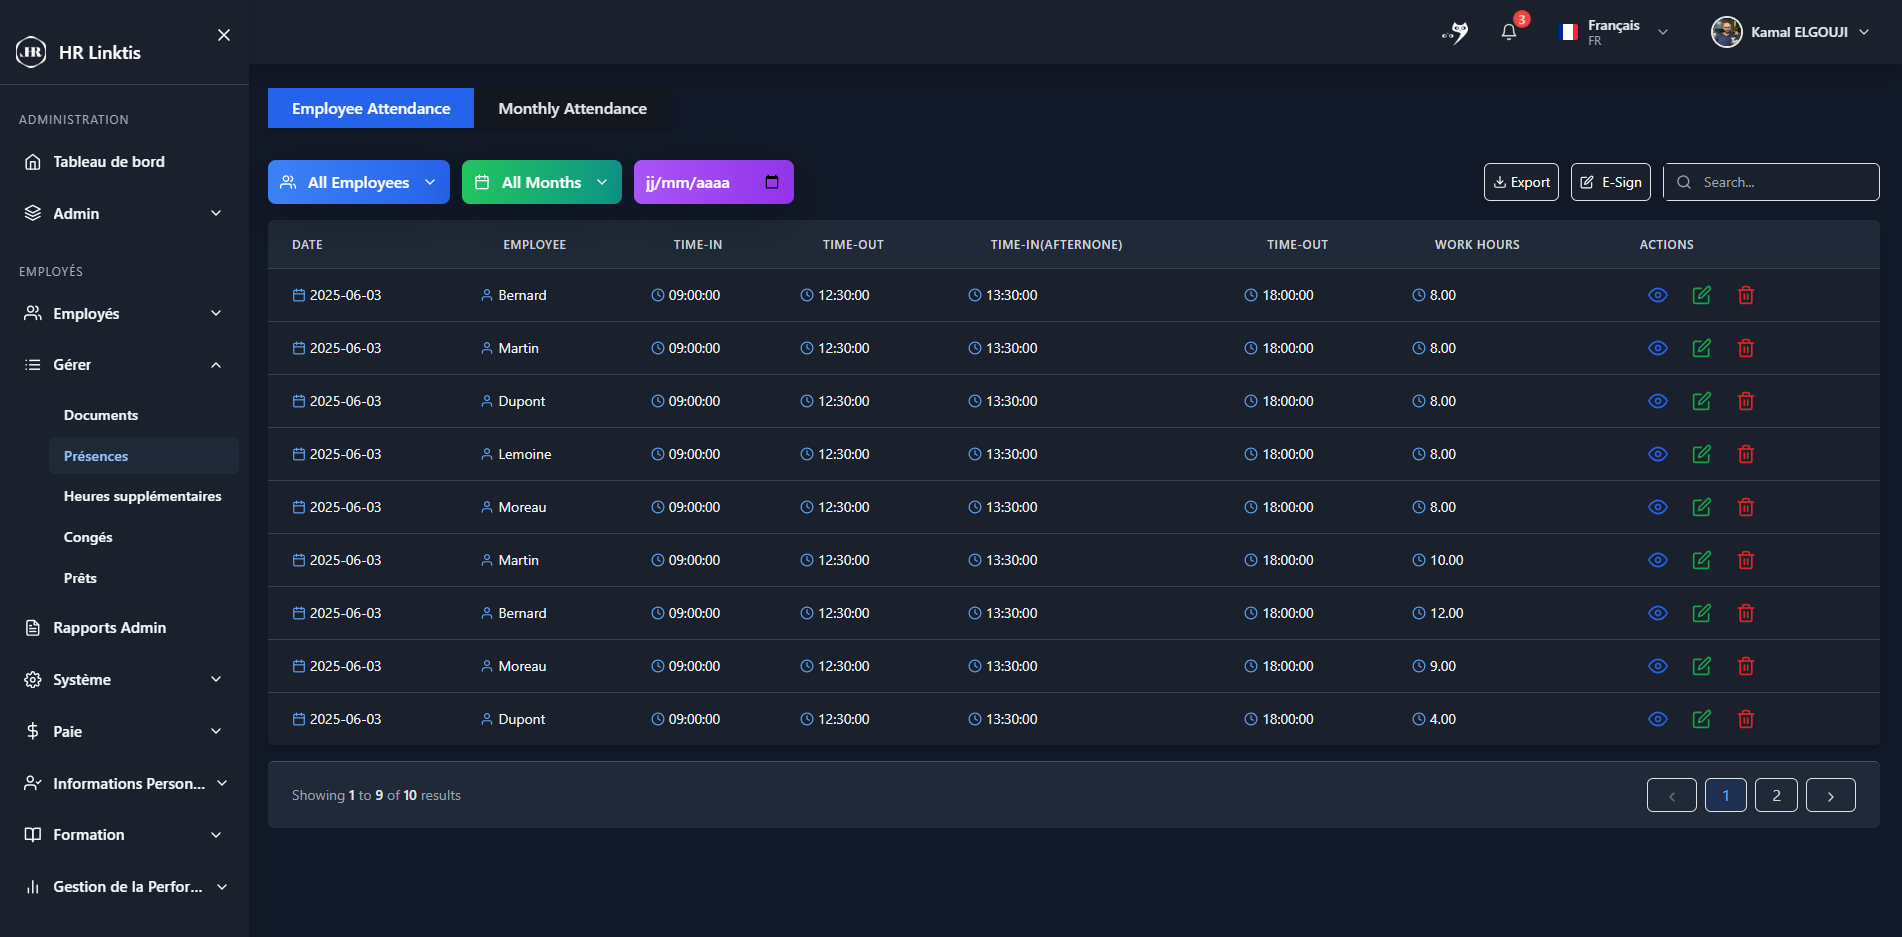 HR
HR Linktis
3
Français
FR
Kamal ELGOUJI
ADMINISTRATION
Tableau de bord
Admin
EMPLOYÉS
Employés
Gérer
Documents
Présences
Heures supplémentaires
Congés
Prêts
Rapports Admin
Système
Paie
Informations Person...
Formation
Gestion de la Perfor...
Employee Attendance
Monthly Attendance
All Employees
All Months
jj/mm/aaaa
Export
E-Sign
Search...
DATE EMPLOYEE TIME-IN TIME-OUT TIME-IN(AFTERNONE) TIME-OUT WORK HOURS ACTIONS
2025-06-03 Bernard 09:00:00 12:30:00 13:30:00 18:00:00 8.00
2025-06-03 Martin 09:00:00 12:30:00 13:30:00 18:00:00 8.00
2025-06-03 Dupont 09:00:00 12:30:00 13:30:00 18:00:00 8.00
2025-06-03 Lemoine 09:00:00 12:30:00 13:30:00 18:00:00 8.00
2025-06-03 Moreau 09:00:00 12:30:00 13:30:00 18:00:00 8.00
2025-06-03 Martin 09:00:00 12:30:00 13:30:00 18:00:00 10.00
2025-06-03 Bernard 09:00:00 12:30:00 13:30:00 18:00:00 12.00
2025-06-03 Moreau 09:00:00 12:30:00 13:30:00 18:00:00 9.00
2025-06-03 Dupont 09:00:00 12:30:00 13:30:00 18:00:00 4.00
Showing 1 to 9 of 10 results
‹ 1 2 ›